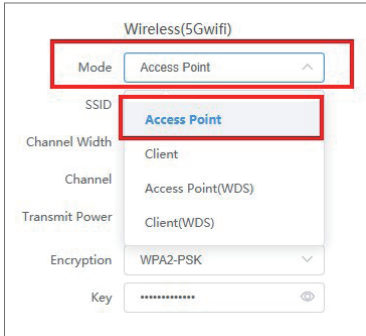 Wireless(5Gwifi)
Mode Access Point
SSID
Access Point
Channel Width
Client
Channel
Access Point(WDS)
Transmit Power
Client(WDS)
Encryption WPA2-PSK
Key •••••••••••••